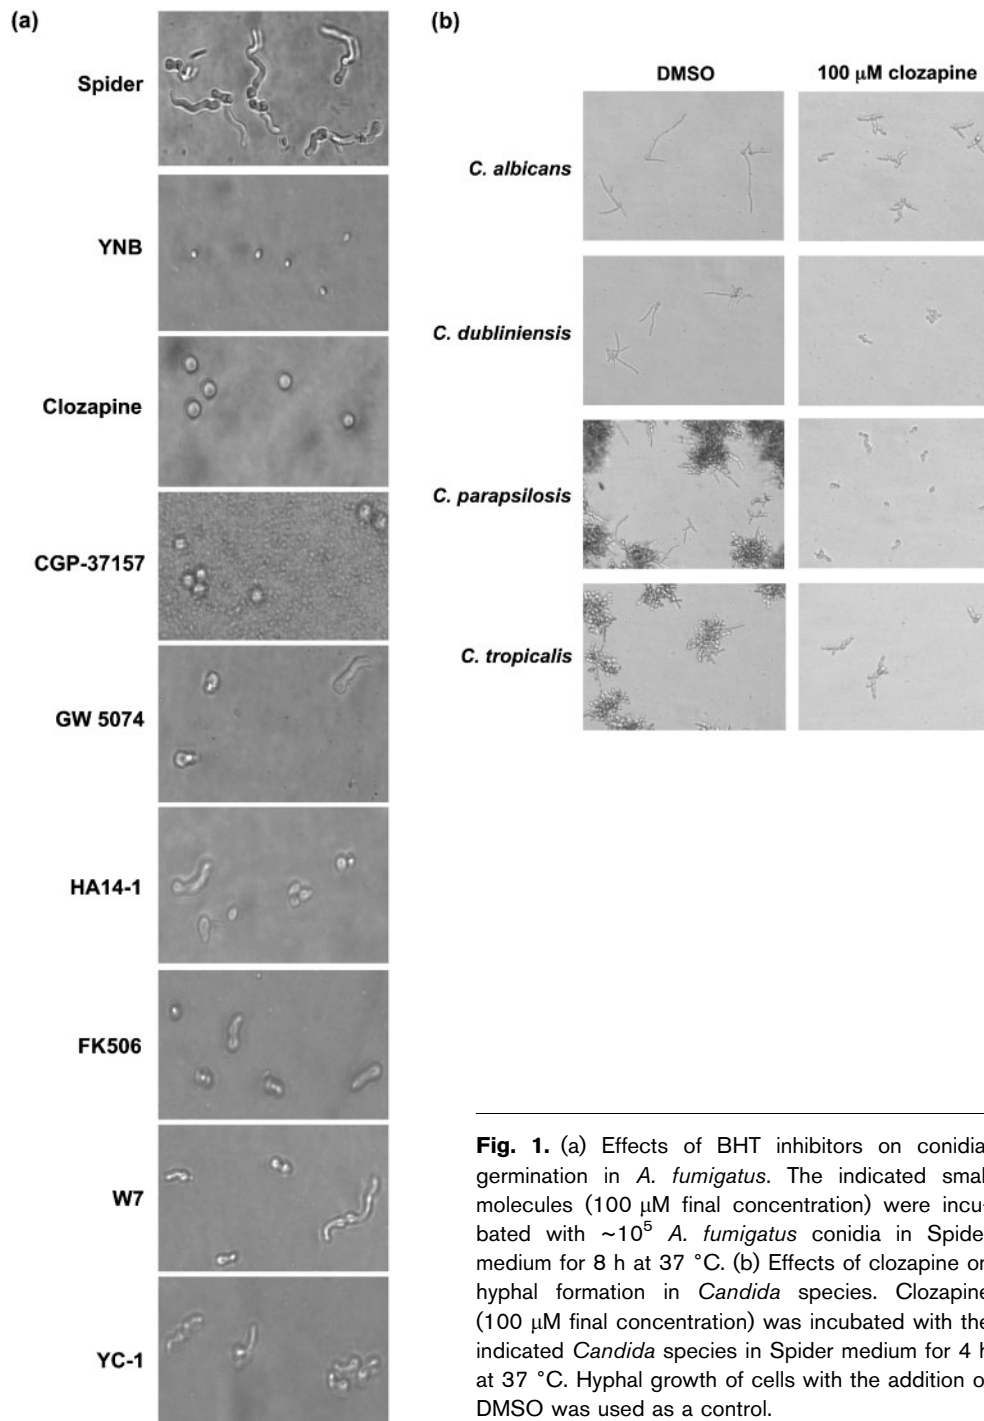 (a)
Spider
YNB
Clozapine
CGP-37157
GW 5074
HA14-1
FK506
W7
YC-1
(b)
DMSO 100 μM clozapine
C. albicans
C. dubliniensis
C. parapsilosis
C. tropicalis
Fig. 1. (a) Effects of BHT inhibitors on conidia
germination in A. fumigatus. The indicated smal
molecules (100 μM final concentration) were incu-
bated with ~10⁵ A. fumigatus conidia in Spide
medium for 8 h at 37 °C. (b) Effects of clozapine on
hyphal formation in Candida species. Clozapine
(100 μM final concentration) was incubated with the
indicated Candida species in Spider medium for 4 h
at 37 °C. Hyphal growth of cells with the addition o
DMSO was used as a control.